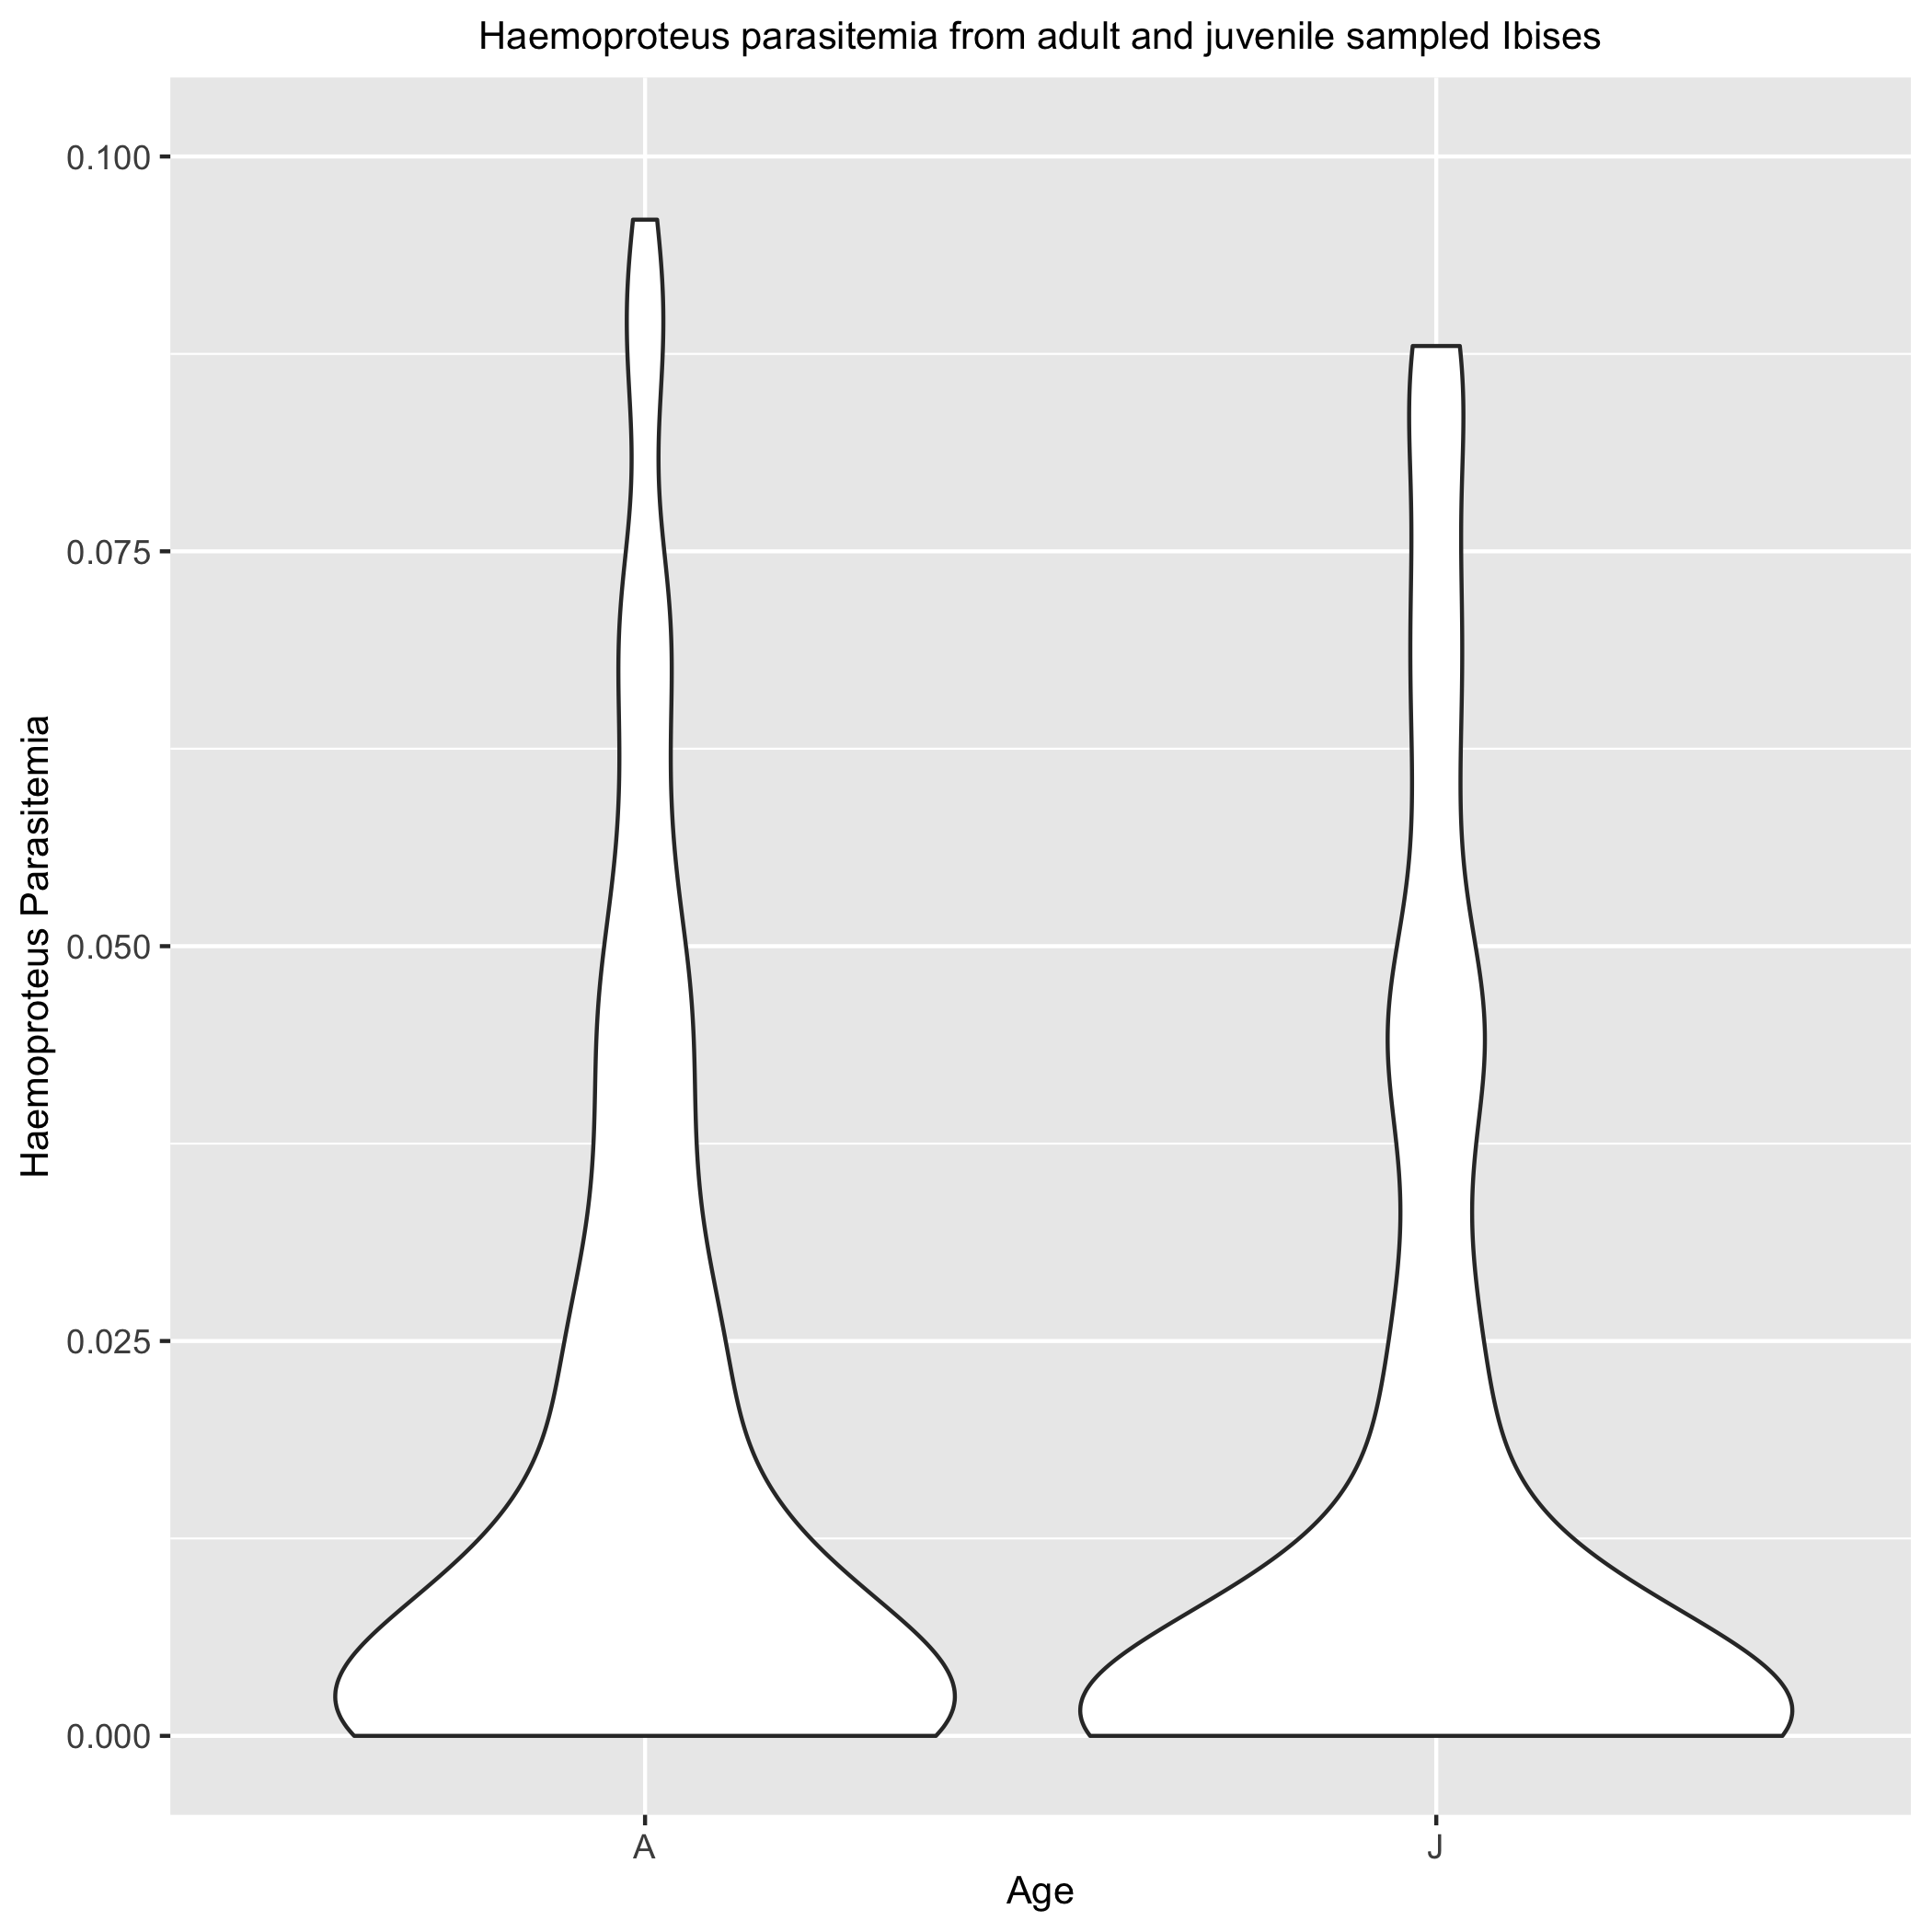 Haemoproteus parasitemia from adult and juvenile sampled Ibises
Haemoproteus Parasitemia
0.100
0.075
0.050
0.025
0.000
A J
Age